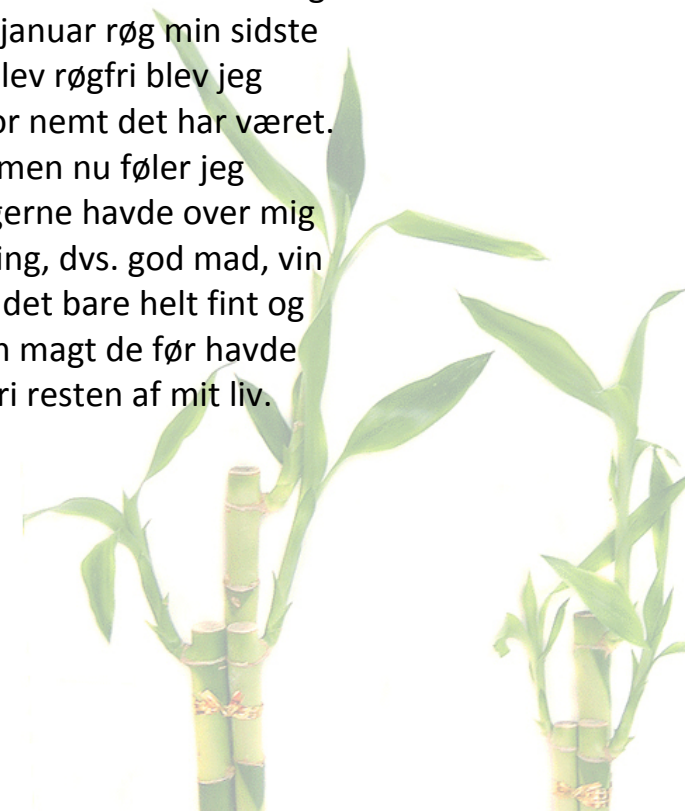 januar røg min sidste
lev røgfri blev jeg
or nemt det har været.
men nu føler jeg
gerne havde over mig
ing, dvs. god mad, vin
det bare helt fint og
n magt de før havde
ri resten af mit liv.